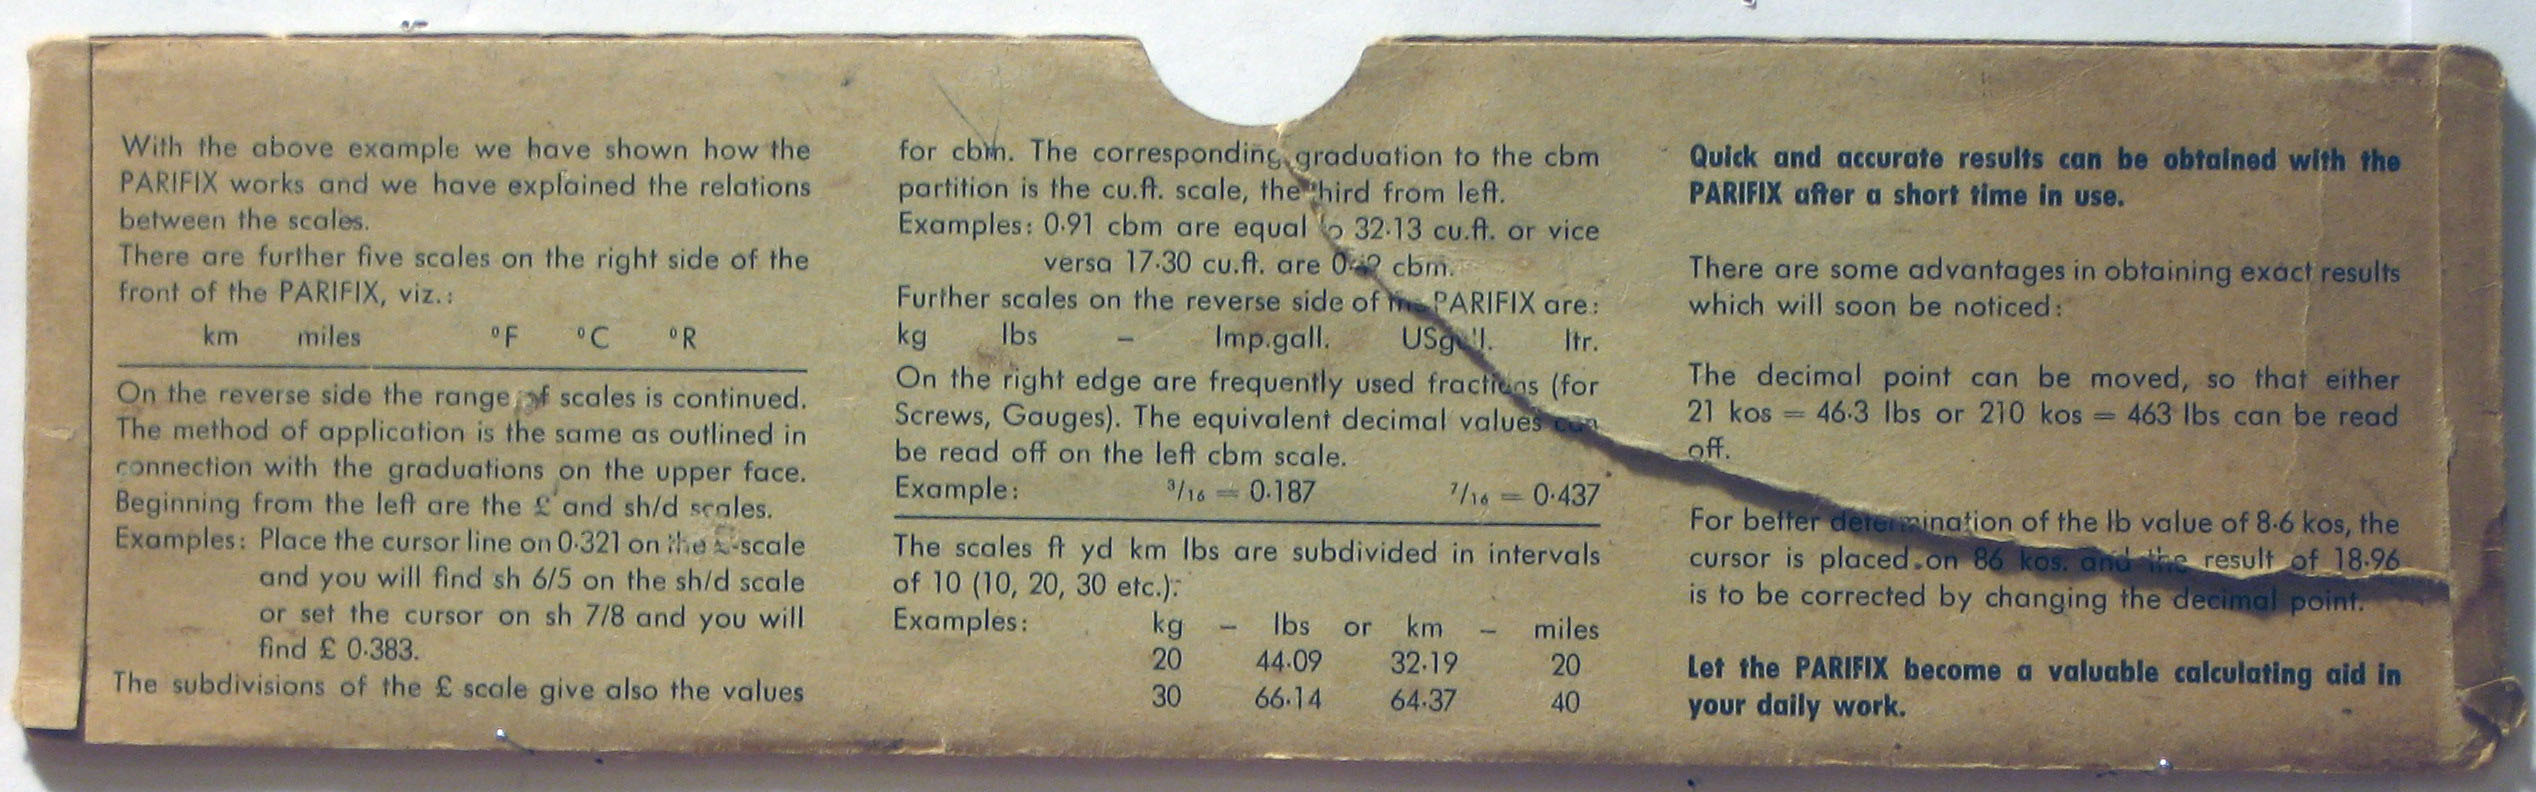 With the above example we have shown how the
PARIFIX works and we have explained the relations
between the scales.
There are further five scales on the right side of the
front of the PARIFIX, viz.:
km miles °F °C °R
On the reverse side the range of scales is continued.
The method of application is the same as outlined in
connection with the graduations on the upper face.
Beginning from the left are the £ and sh/d scales.
Examples: Place the cursor line on 0·321 on the £-scale
and you will find sh 6/5 on the sh/d scale
or set the cursor on sh 7/8 and you will
find £ 0·383.
The subdivisions of the £ scale give also the values
for cbm. The corresponding graduation to the cbm
partition is the cu.ft. scale, the third from left.
Examples: 0·91 cbm are equal to 32·13 cu.ft. or vice
versa 17·30 cu.ft. are cbm.
Further scales on the reverse side of the PARIFIX are:
kg lbs – Imp.gall. USgall. ltr.
On the right edge are frequently used fractions (for
Screws, Gauges). The equivalent decimal values can
be read off on the left cbm scale.
Example: 3/16 = 0·187 7/16 = 0·437
The scales ft yd km lbs are subdivided in intervals
of 10 (10, 20, 30 etc.):
Examples: kg – lbs or km – miles
20 44·09 32·19 20
30 66·14 64·37 40
Quick and accurate results can be obtained with the
PARIFIX after a short time in use.
There are some advantages in obtaining exact results
which will soon be noticed:
The decimal point can be moved, so that either
21 kos = 46·3 lbs or 210 kos = 463 lbs can be read
off.
For better determination of the lb value of 8·6 kos, the
cursor is placed on 86 kos. and the result of 18·96
is to be corrected by changing the decimal point.
Let the PARIFIX become a valuable calculating aid in
your daily work.